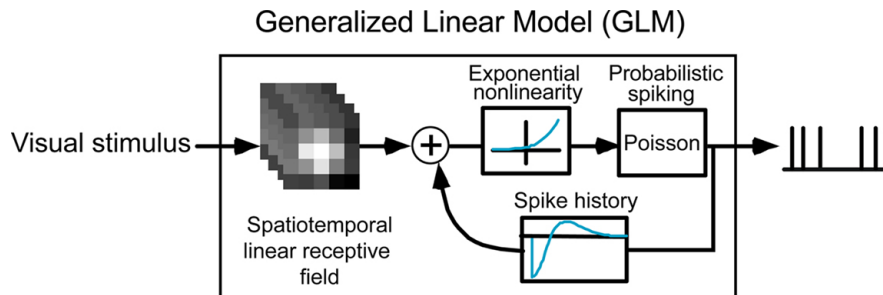 Generalized Linear Model (GLM)
Exponential
nonlinearity
Probabilistic
spiking
Visual stimulus
Poisson
Spike history
Spatiotemporal
linear receptive
field